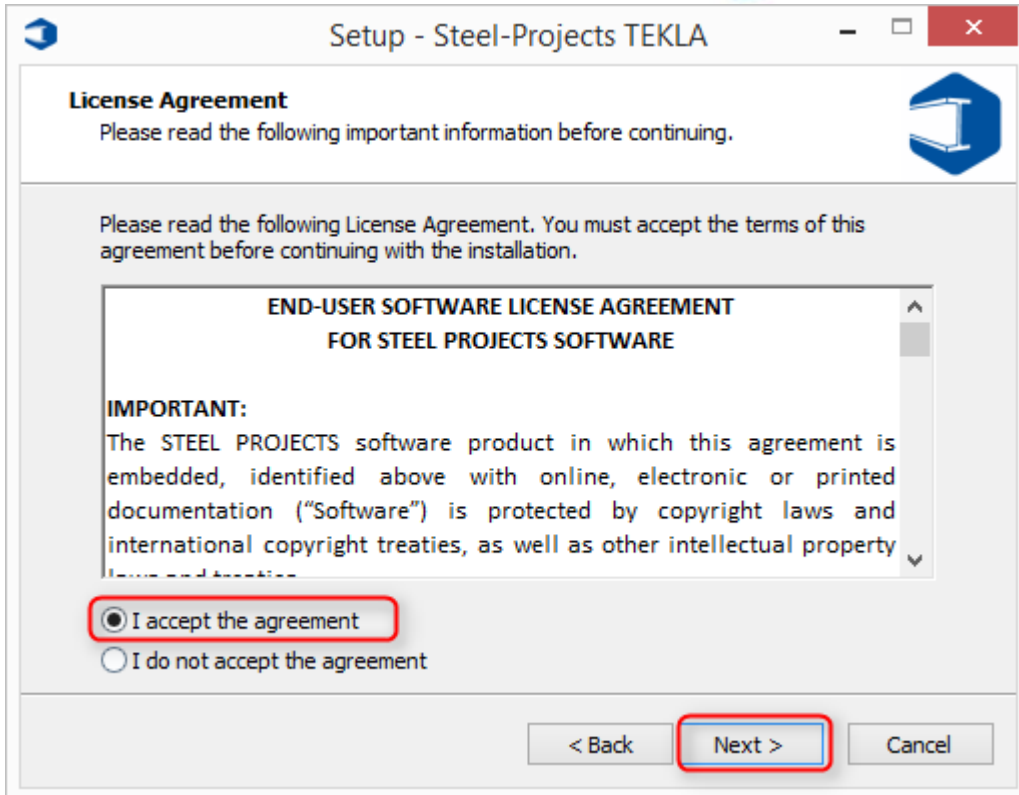 Setup - Steel-Projects TEKLA
License Agreement
Please read the following important information before continuing.
Please read the following License Agreement. You must accept the terms of this
agreement before continuing with the installation.
END-USER SOFTWARE LICENSE AGREEMENT
FOR STEEL PROJECTS SOFTWARE
IMPORTANT:
The STEEL PROJECTS software product in which this agreement is
embedded, identified above with online, electronic or printed
documentation (“Software”) is protected by copyright laws and
international copyright treaties, as well as other intellectual property
laws and treaties
I accept the agreement
I do not accept the agreement
< Back
Next >
Cancel